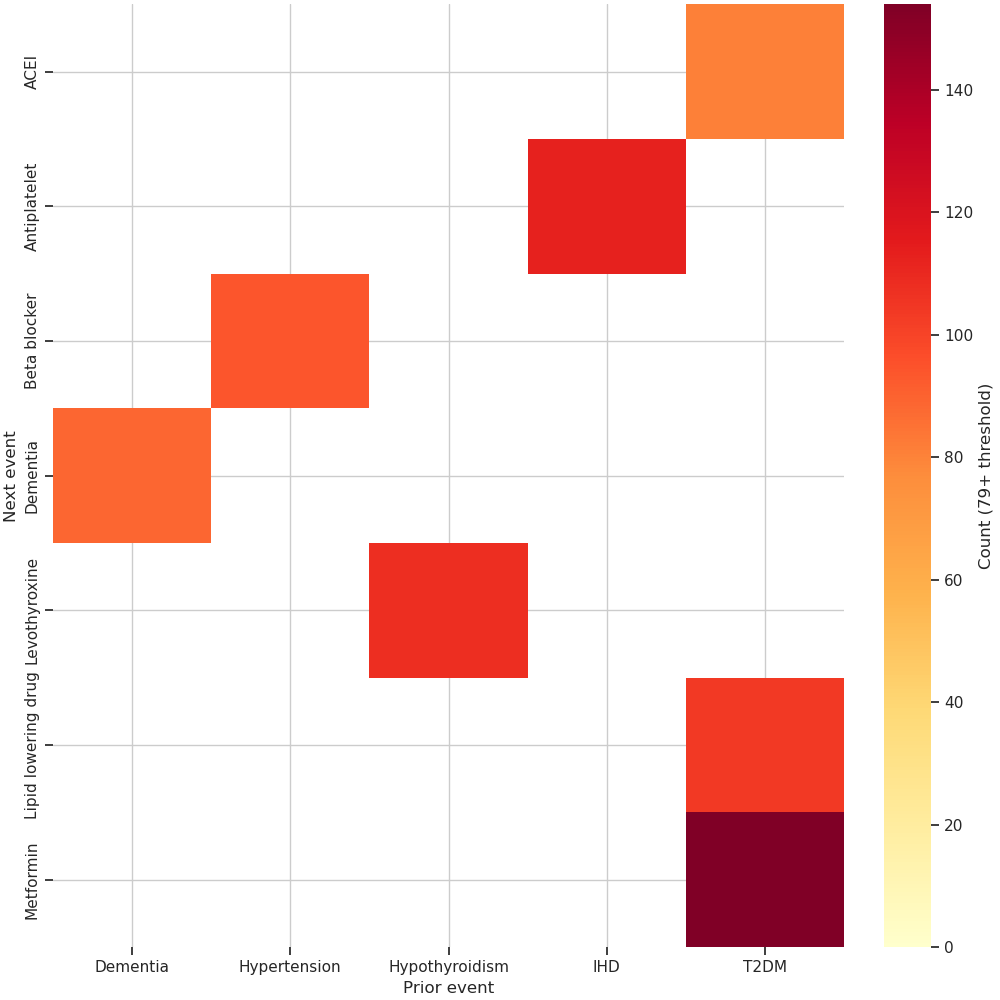 ACEI
Antiplatelet
Beta blocker
Dementia
Levothyroxine
Lipid lowering drug
Metformin
Next event
Dementia
Hypertension
Hypothyroidism
IHD
T2DM
Prior event
140
120
100
80
60
40
20
0
Count (79+ threshold)